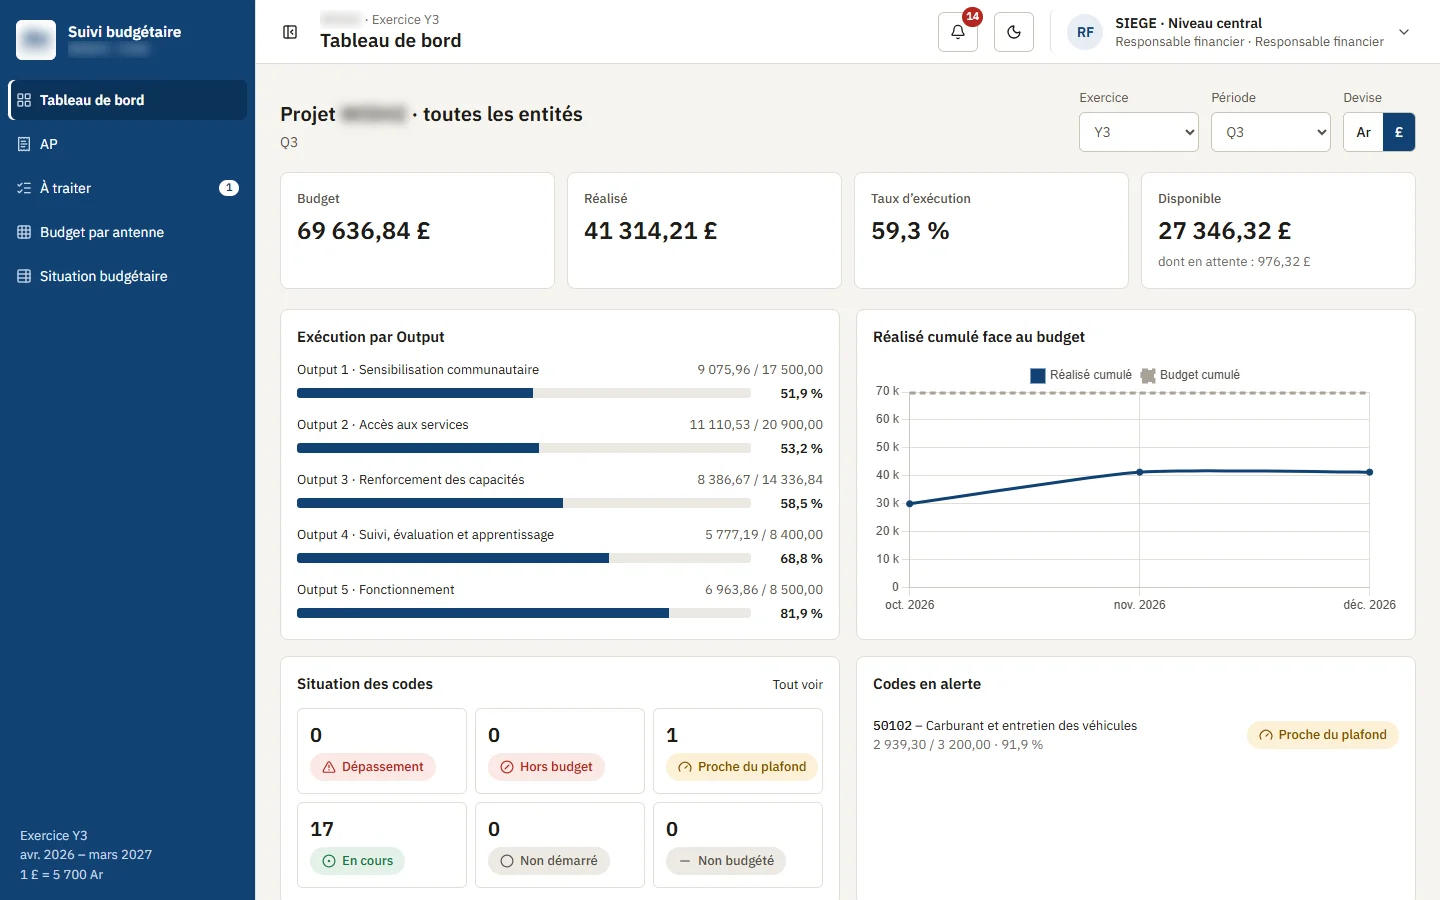 Suivi budgétaire
Tableau de bord
AP
À traiter
1
Budget par antenne
Situation budgétaire
Exercice Y3
avr. 2026 – mars 2027
1 £ = 5 700 Ar
· Exercice Y3
Tableau de bord
14
RF
SIEGE · Niveau central
Responsable financier · Responsable financier
Projet · toutes les entités
Q3
Exercice
Période
Devise
Y3
Q3
Ar
£
Budget
69 636,84 £
Réalisé
41 314,21 £
Taux d’exécution
59,3 %
Disponible
27 346,32 £
dont en attente : 976,32 £
Exécution par Output
Output 1 · Sensibilisation communautaire
9 075,96 / 17 500,00
51,9 %
Output 2 · Accès aux services
11 110,53 / 20 900,00
53,2 %
Output 3 · Renforcement des capacités
8 386,67 / 14 336,84
58,5 %
Output 4 · Suivi, évaluation et apprentissage
5 777,19 / 8 400,00
68,8 %
Output 5 · Fonctionnement
6 963,86 / 8 500,00
81,9 %
Réalisé cumulé face au budget
Réalisé cumulé
Budget cumulé
70 k
60 k
50 k
40 k
30 k
20 k
10 k
0
oct. 2026
nov. 2026
déc. 2026
Situation des codes
Tout voir
0
Dépassement
0
Hors budget
1
Proche du plafond
17
En cours
0
Non démarré
0
Non budgété
Codes en alerte
50102 – Carburant et entretien des véhicules
2 939,30 / 3 200,00 · 91,9 %
Proche du plafond